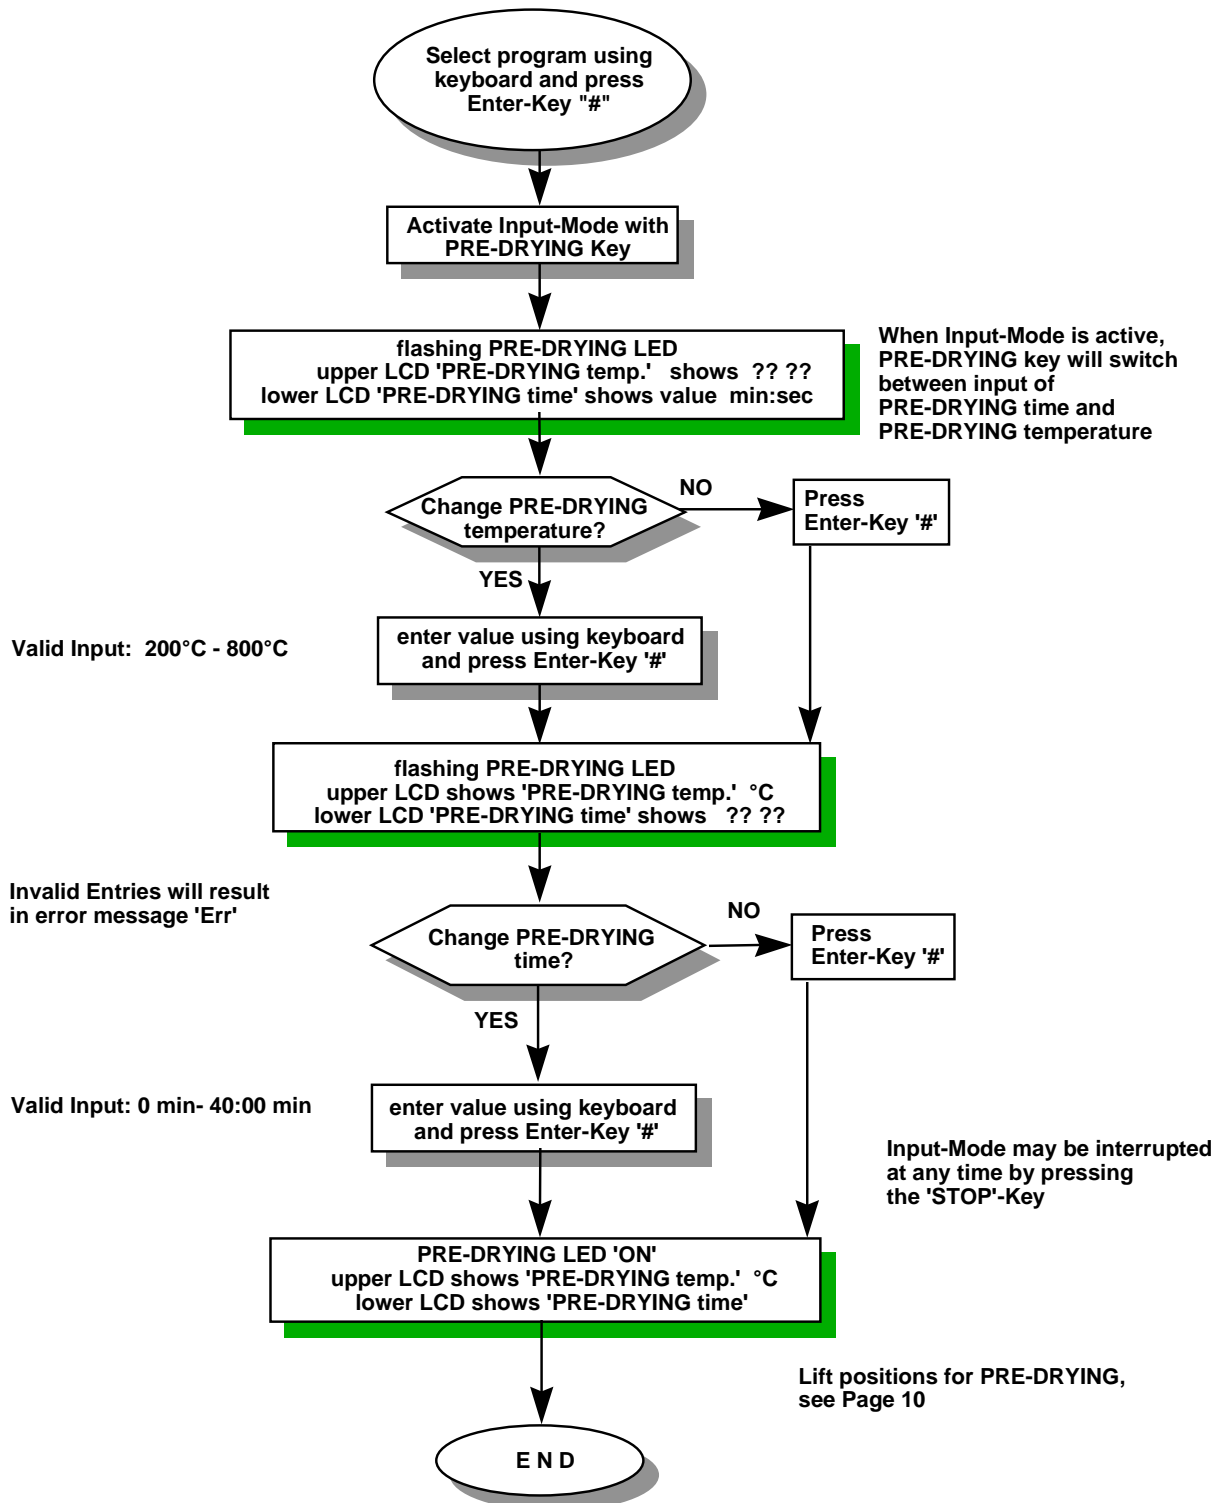 Select program using
keyboard and press
Enter-Key "#"
Activate Input-Mode with
PRE-DRYING Key
flashing PRE-DRYING LED
upper LCD 'PRE-DRYING temp.' shows ?? ??
lower LCD 'PRE-DRYING time' shows value min:sec
When Input-Mode is active,
PRE-DRYING key will switch
between input of
PRE-DRYING time and
PRE-DRYING temperature
Change PRE-DRYING
temperature?
NO
Press
Enter-Key '#'
YES
Valid Input: 200°C - 800°C
enter value using keyboard
and press Enter-Key '#'
flashing PRE-DRYING LED
upper LCD shows 'PRE-DRYING temp.' °C
lower LCD 'PRE-DRYING time' shows ?? ??
Invalid Entries will result
in error message 'Err'
Change PRE-DRYING
time?
NO
Press
Enter-Key '#'
YES
Valid Input: 0 min- 40:00 min
enter value using keyboard
and press Enter-Key '#'
Input-Mode may be interrupted
at any time by pressing
the 'STOP'-Key
PRE-DRYING LED 'ON'
upper LCD shows 'PRE-DRYING temp.' °C
lower LCD shows 'PRE-DRYING time'
Lift positions for PRE-DRYING,
see Page 10
E N D